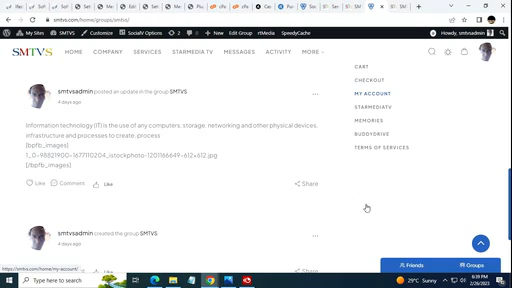 smtvs.com/home/groups/smtvs/
My Sites
SMTVS
Customize
SocialV Options
2
0
New
Edit Group
rtMedia
SpeedyCache
Howdy, smtvsadmin
SMTVS
HOME
COMPANY
SERVICES
STARMEDIA TV
MESSAGES
ACTIVITY
MORE
CART
CHECKOUT
MY ACCOUNT
STARMEDIATV
MEMORIES
BUDDYDRIVE
TERMS OF SERVICES
smtvsadmin posted an update in the group SMTVS
4 days ago
Information technology (IT) is the use of any computers, storage, networking and other physical devices,
infrastructure and processes to create, process
[bpfb_images]
1_0-98821900-1677110204_istockphoto-1201166649-612×612.jpg
[/bpfb_images]
Like
Comment
Like
Share
smtvsadmin created the group SMTVS
4 days ago
Like
Share
Friends
Groups
https://smtvs.com/home/my-account/
Type here to search
29°C Sunny
6:19 PM
2/26/2023